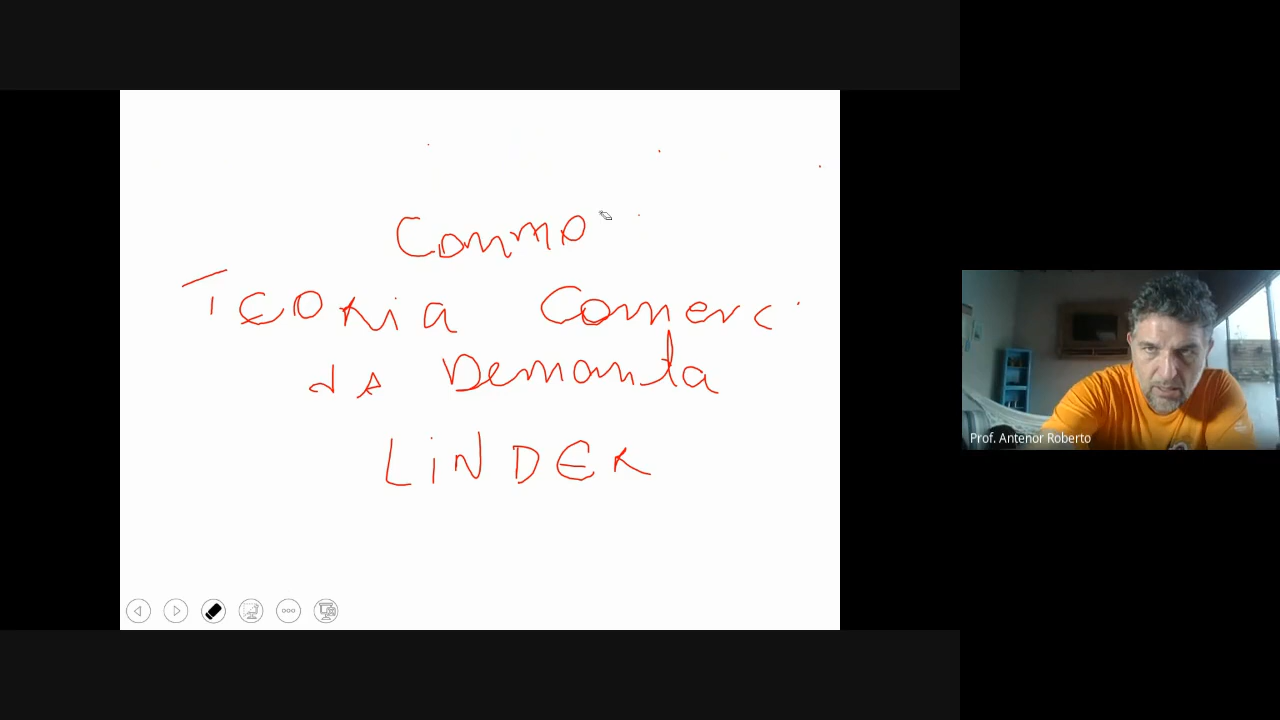 Commo
TEORiA Comerc
da Demanda
LiNDER
Prof. Antenor Roberto